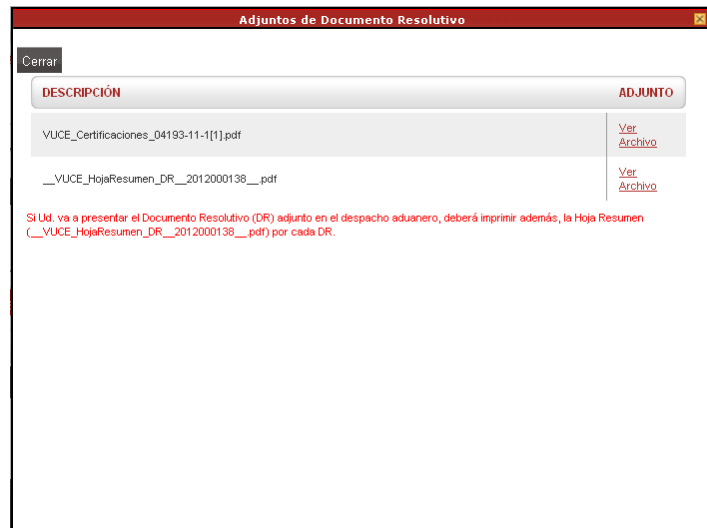 Adjuntos de Documento Resolutivo
Cerrar
DESCRIPCIÓN ADJUNTO
VUCE_Certificaciones_04193-11-1[1].pdf Ver
Archivo
__VUCE_HojaResumen_DR__2012000138__.pdf Ver
Archivo
Si Ud. va a presentar el Documento Resolutivo (DR) adjunto en el despacho aduanero, deberá imprimir además, la Hoja Resumen
(__VUCE_HojaResumen_DR__2012000138__.pdf) por cada DR.